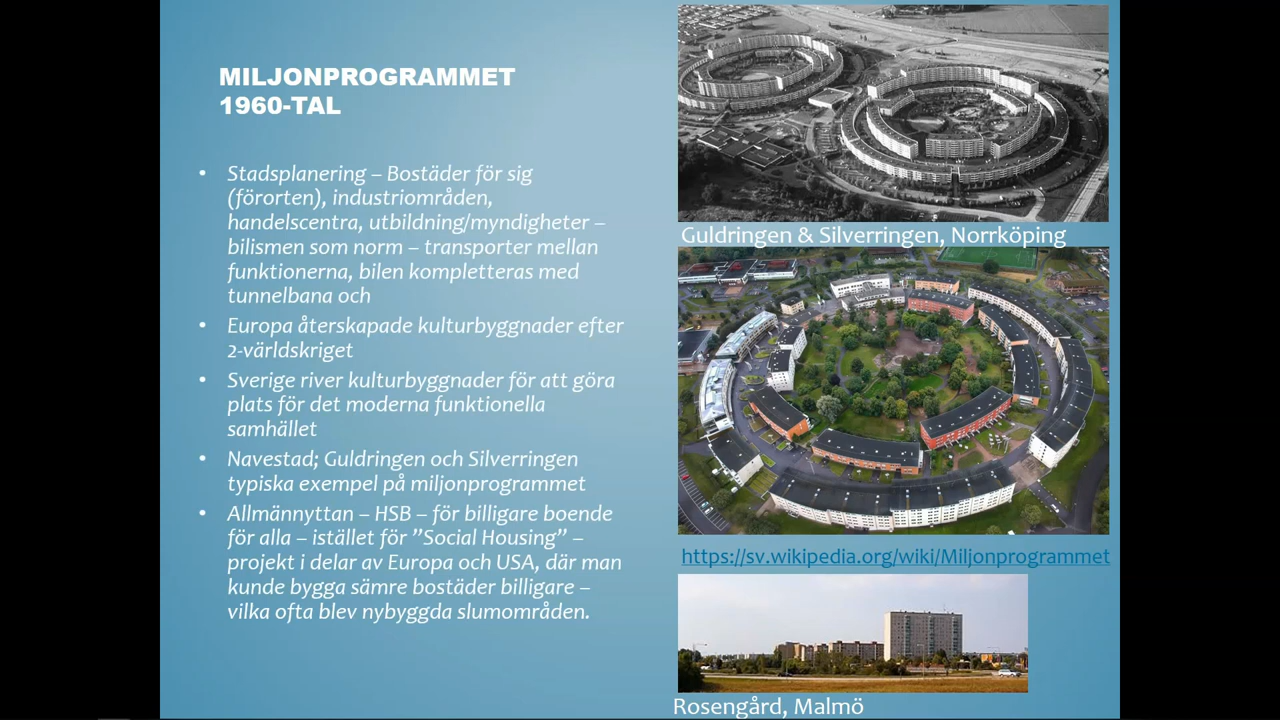 MILJONPROGRAMMET
1960-TAL
• Stadsplanering – Bostäder för sig
(förorten), industriområden,
handelscentra, utbildning/myndigheter –
bilismen som norm – transporter mellan
funktionerna, bilen kompletteras med
tunnelbana och
• Europa återskapade kulturbyggnader efter
2-världskriget
• Sverige river kulturbyggnader för att göra
plats för det moderna funktionella
samhället
• Navestad; Guldringen och Silverringen
typiska exempel på miljonprogrammet
• Allmännyttan – HSB – för billigare boende
för alla – istället för ”Social Housing” –
projekt i delar av Europa och USA, där man
kunde bygga sämre bostäder billigare –
vilka ofta blev nybyggda slumområden.
Guldringen & Silverringen, Norrköping
https://sv.wikipedia.org/wiki/Miljonprogrammet
Rosengård, Malmö